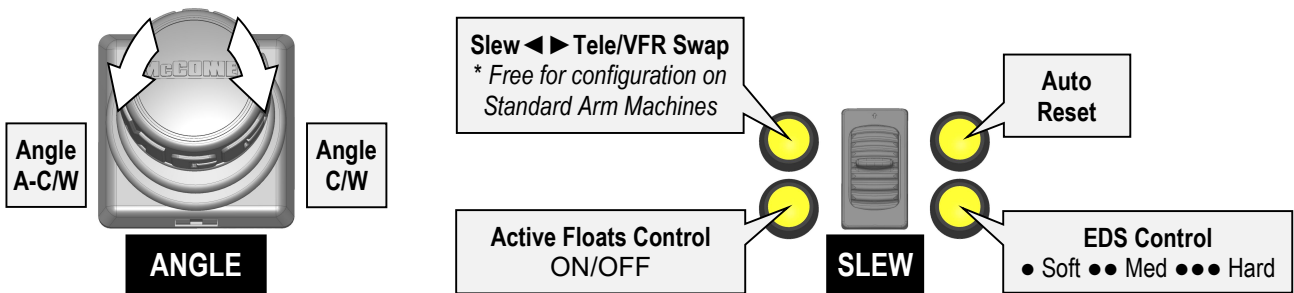 McCONNEL
Angle
A-C/W
Angle
C/W
ANGLE
Slew◄ ►Tele/VFR Swap
* Free for configuration on
Standard Arm Machines
Auto
Reset
Active Floats Control
ON/OFF
SLEW
EDS Control
● Soft ●● Med ●●● Hard